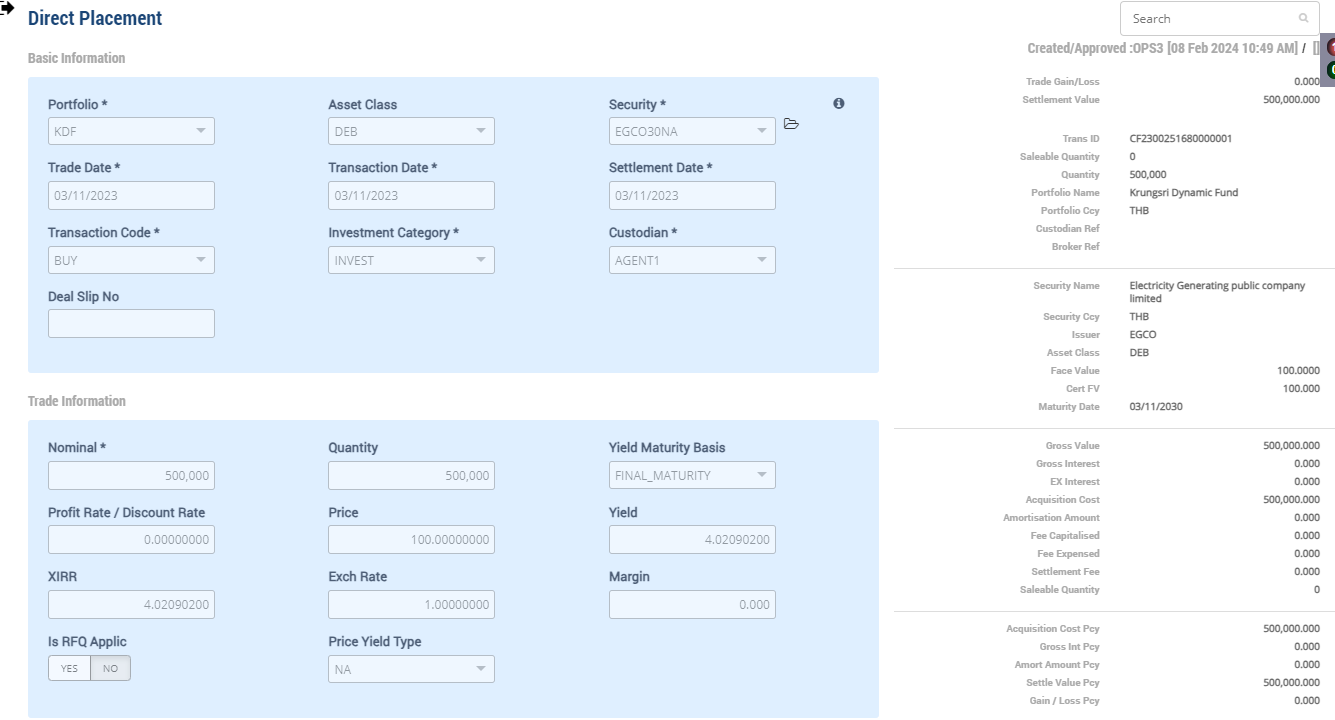 Direct Placement
Search
Created/Approved :OPS3 [08 Feb 2024 10:49 AM] / []
Basic Information
Portfolio * Asset Class Security *
KDF DEB EGCO30NA
Trade Date * Transaction Date * Settlement Date *
03/11/2023 03/11/2023 03/11/2023
Transaction Code * Investment Category * Custodian *
BUY INVEST AGENT1
Deal Slip No
Trade Information
Nominal * Quantity Yield Maturity Basis
500,000 500,000 FINAL_MATURITY
Profit Rate / Discount Rate Price Yield
0.00000000 100.00000000 4.02090200
XIRR Exch Rate Margin
4.02090200 1.00000000 0.000
Is RFQ Applic Price Yield Type
YES NO NA
Trade Gain/Loss 0.000
Settlement Value 500,000.000
Trans ID CF2300251680000001
Saleable Quantity 0
Quantity 500,000
Portfolio Name Krungsri Dynamic Fund
Portfolio Ccy THB
Custodian Ref
Broker Ref
Security Name Electricity Generating public company
limited
Security Ccy THB
Issuer EGCO
Asset Class DEB
Face Value 100.0000
Cert FV 100.000
Maturity Date 03/11/2030
Gross Value 500,000.000
Gross Interest 0.000
EX Interest 0.000
Acquisition Cost 500,000.000
Amortisation Amount 0.000
Fee Capitalised 0.000
Fee Expensed 0.000
Settlement Fee 0.000
Saleable Quantity 0
Acquisition Cost Pcy 500,000.000
Gross Int Pcy 0.000
Amort Amount Pcy 0.000
Settle Value Pcy 500,000.000
Gain / Loss Pcy 0.000